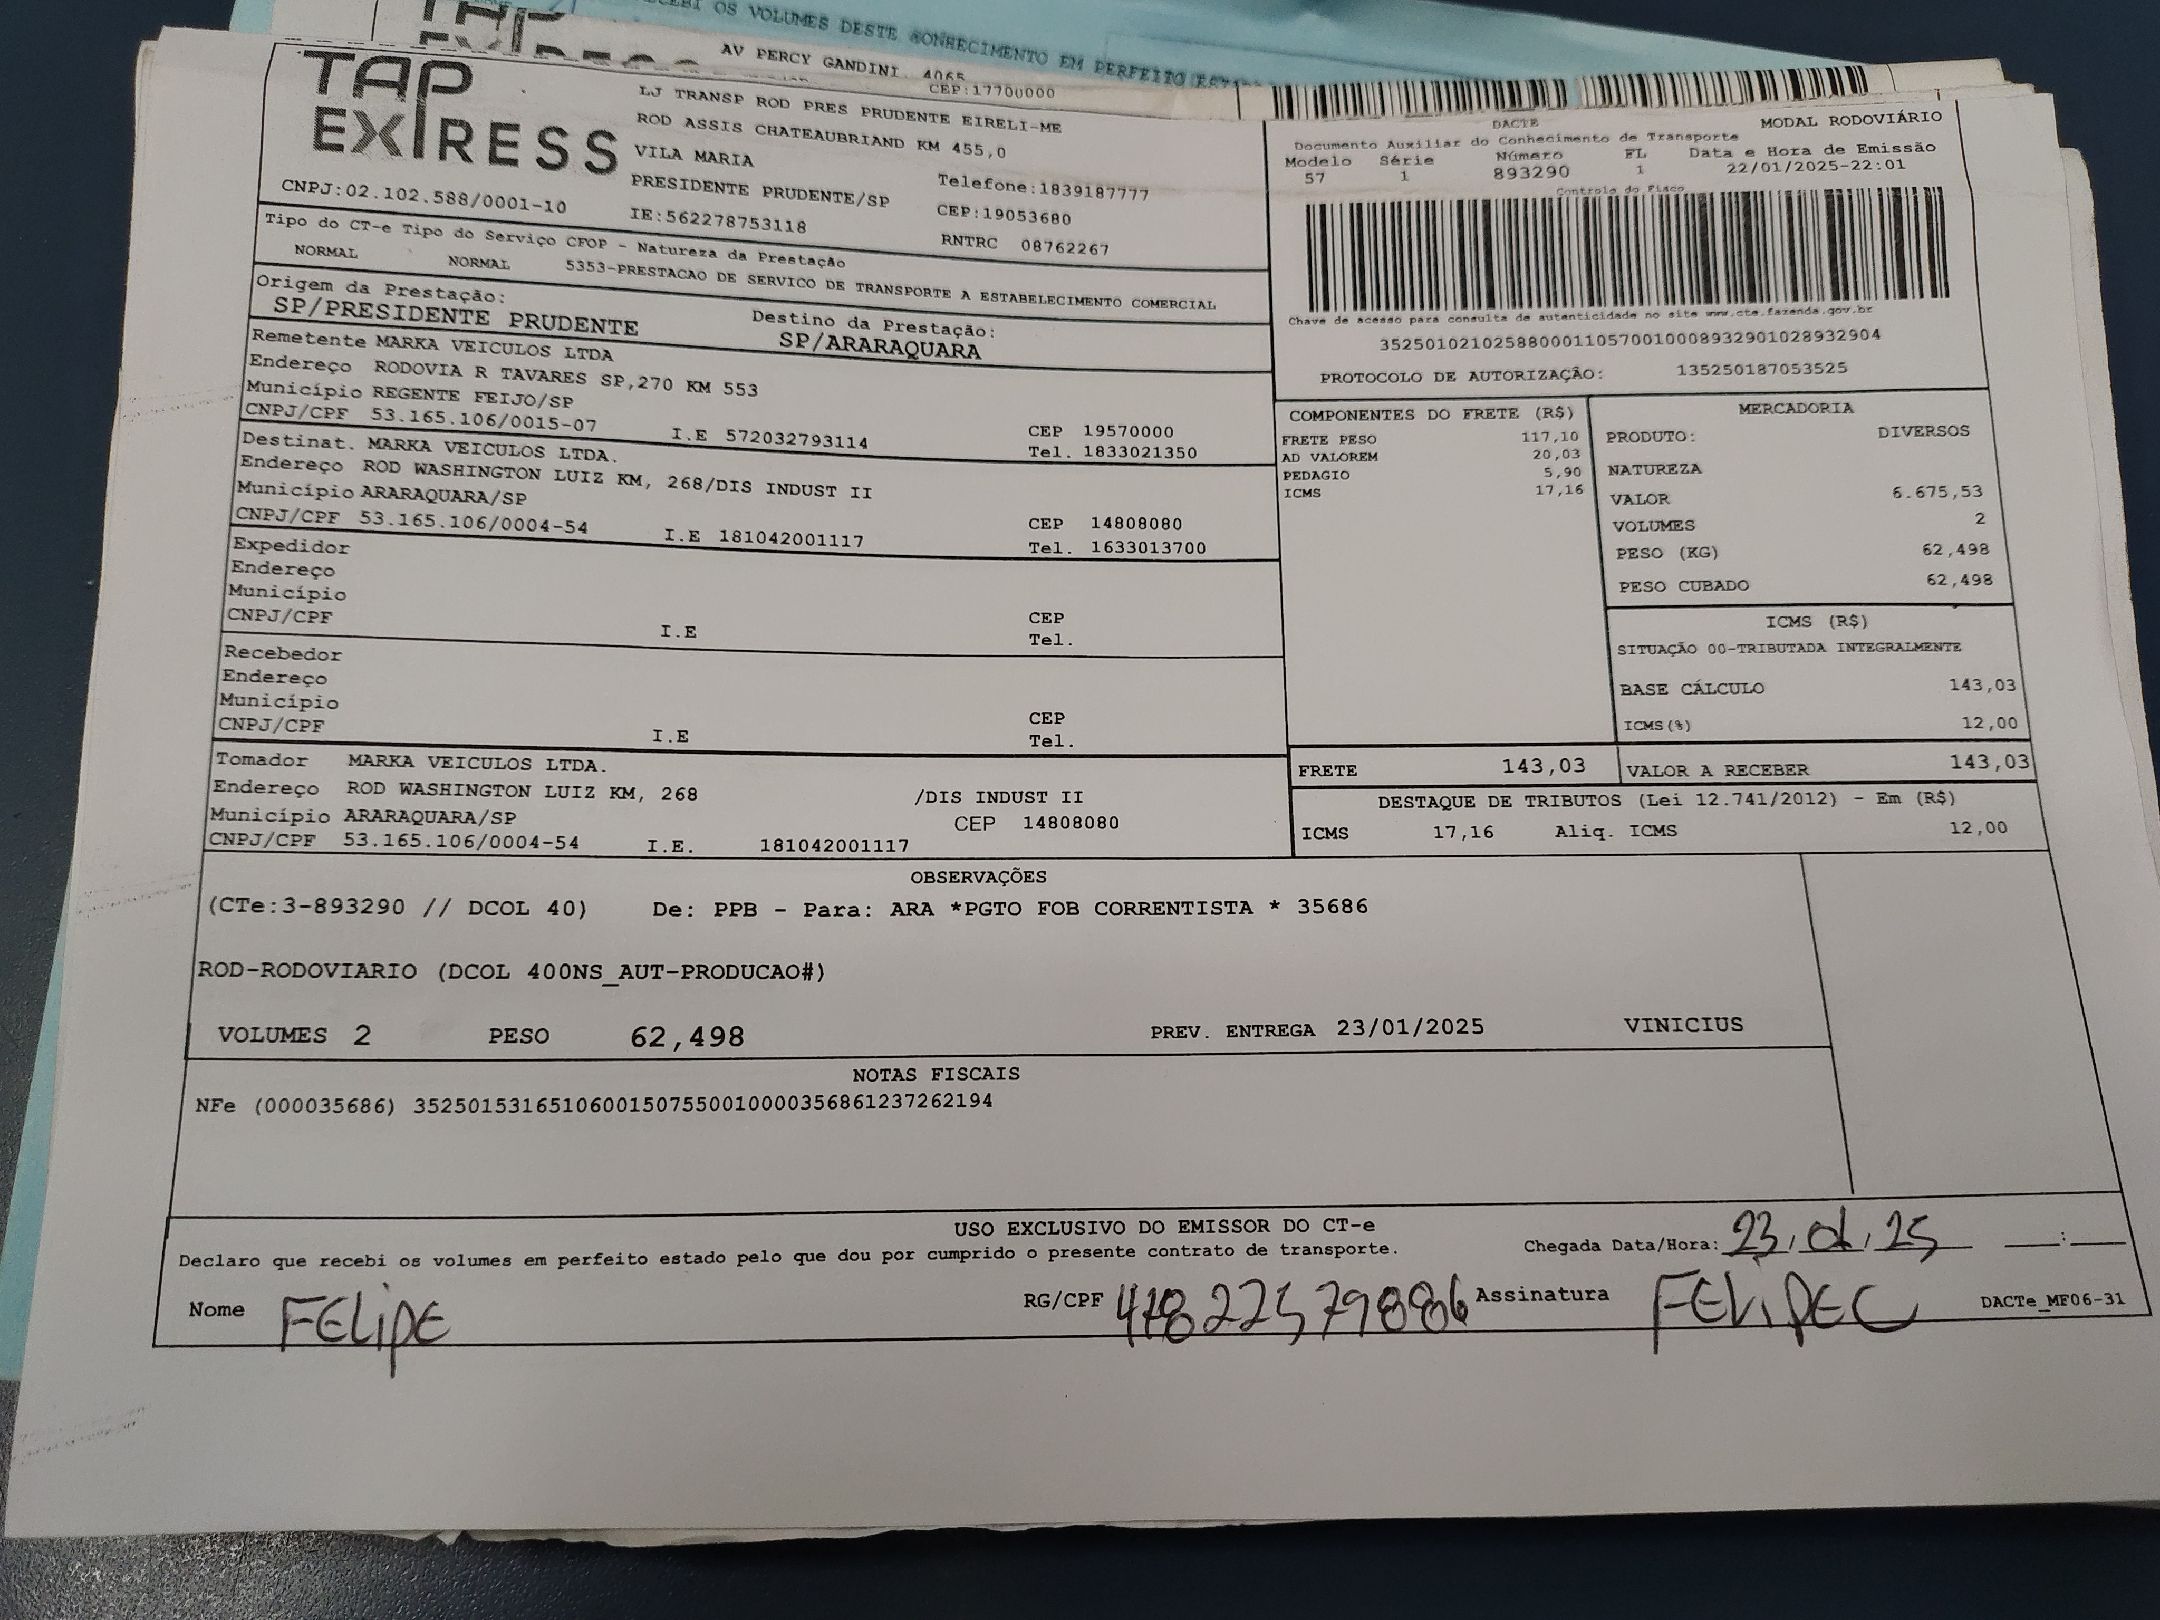 RECEBI OS VOLUMES DESTE CONHECIMENTO EM PERFEITO
AV PERCY GANDINI, 4065
CEP:17700000
TAP EXPRESS
LJ TRANSP ROD PRES PRUDENTE EIRELI-ME
ROD ASSIS CHATEAUBRIAND KM 455,0
VILA MARIA
PRESIDENTE PRUDENTE/SP Telefone:1839187777
CNPJ:02.102.588/0001-10 IE:562278753118 CEP:19053680
RNTRC 08762267
DACTE MODAL RODOVIÁRIO
Documento Auxiliar do Conhecimento de Transporte
Modelo Série Número FL Data e Hora de Emissão
57 1 893290 1 22/01/2025-22:01
Controle do Fisco
Chave de acesso para consulta de autenticidade no site www.cte.fazenda.gov.br
35250102102588000110570010008932901028932904
PROTOCOLO DE AUTORIZAÇÃO: 135250187053525
Tipo do CT-e Tipo do Serviço CFOP - Natureza da Prestação
NORMAL NORMAL 5353-PRESTACAO DE SERVICO DE TRANSPORTE A ESTABELECIMENTO COMERCIAL
Origem da Prestação: Destino da Prestação:
SP/PRESIDENTE PRUDENTE SP/ARARAQUARA
Remetente MARKA VEICULOS LTDA
Endereço RODOVIA R TAVARES SP,270 KM 553
Município REGENTE FEIJO/SP CEP 19570000
CNPJ/CPF 53.165.106/0015-07 I.E 572032793114 Tel. 1833021350
Destinat. MARKA VEICULOS LTDA.
Endereço ROD WASHINGTON LUIZ KM, 268/DIS INDUST II
Município ARARAQUARA/SP CEP 14808080
CNPJ/CPF 53.165.106/0004-54 I.E 181042001117 Tel. 1633013700
Expedidor
Endereço
Município CEP
CNPJ/CPF I.E Tel.
Recebedor
Endereço
Município CEP
CNPJ/CPF I.E Tel.
Tomador MARKA VEICULOS LTDA.
Endereço ROD WASHINGTON LUIZ KM, 268 /DIS INDUST II
Município ARARAQUARA/SP CEP 14808080
CNPJ/CPF 53.165.106/0004-54 I.E. 181042001117
COMPONENTES DO FRETE (R$)
FRETE PESO 117,10
AD VALOREM 20,03
PEDAGIO 5,90
ICMS 17,16
MERCADORIA
PRODUTO: DIVERSOS
NATUREZA
VALOR 6.675,53
VOLUMES 2
PESO (KG) 62,498
PESO CUBADO 62,498
ICMS (R$)
SITUAÇÃO 00-TRIBUTADA INTEGRALMENTE
BASE CÁLCULO 143,03
ICMS(%) 12,00
FRETE 143,03 VALOR A RECEBER 143,03
DESTAQUE DE TRIBUTOS (Lei 12.741/2012) - Em (R$)
ICMS 17,16 Aliq. ICMS 12,00
OBSERVAÇÕES
(CTe:3-893290 // DCOL 40) De: PPB - Para: ARA *PGTO FOB CORRENTISTA * 35686
ROD-RODOVIARIO (DCOL 400NS_AUT-PRODUCAO#)
VOLUMES 2 PESO 62,498 PREV. ENTREGA 23/01/2025 VINICIUS
NOTAS FISCAIS
NFe (000035686) 35250153165106001507550010000356861237262194
USO EXCLUSIVO DO EMISSOR DO CT-e
Declaro que recebi os volumes em perfeito estado pelo que dou por cumprido o presente contrato de transporte. Chegada Data/Hora: 23,01,25 __:__
Nome FELIPE RG/CPF 41822579886 Assinatura FELIPE C DACTe_MF06-31